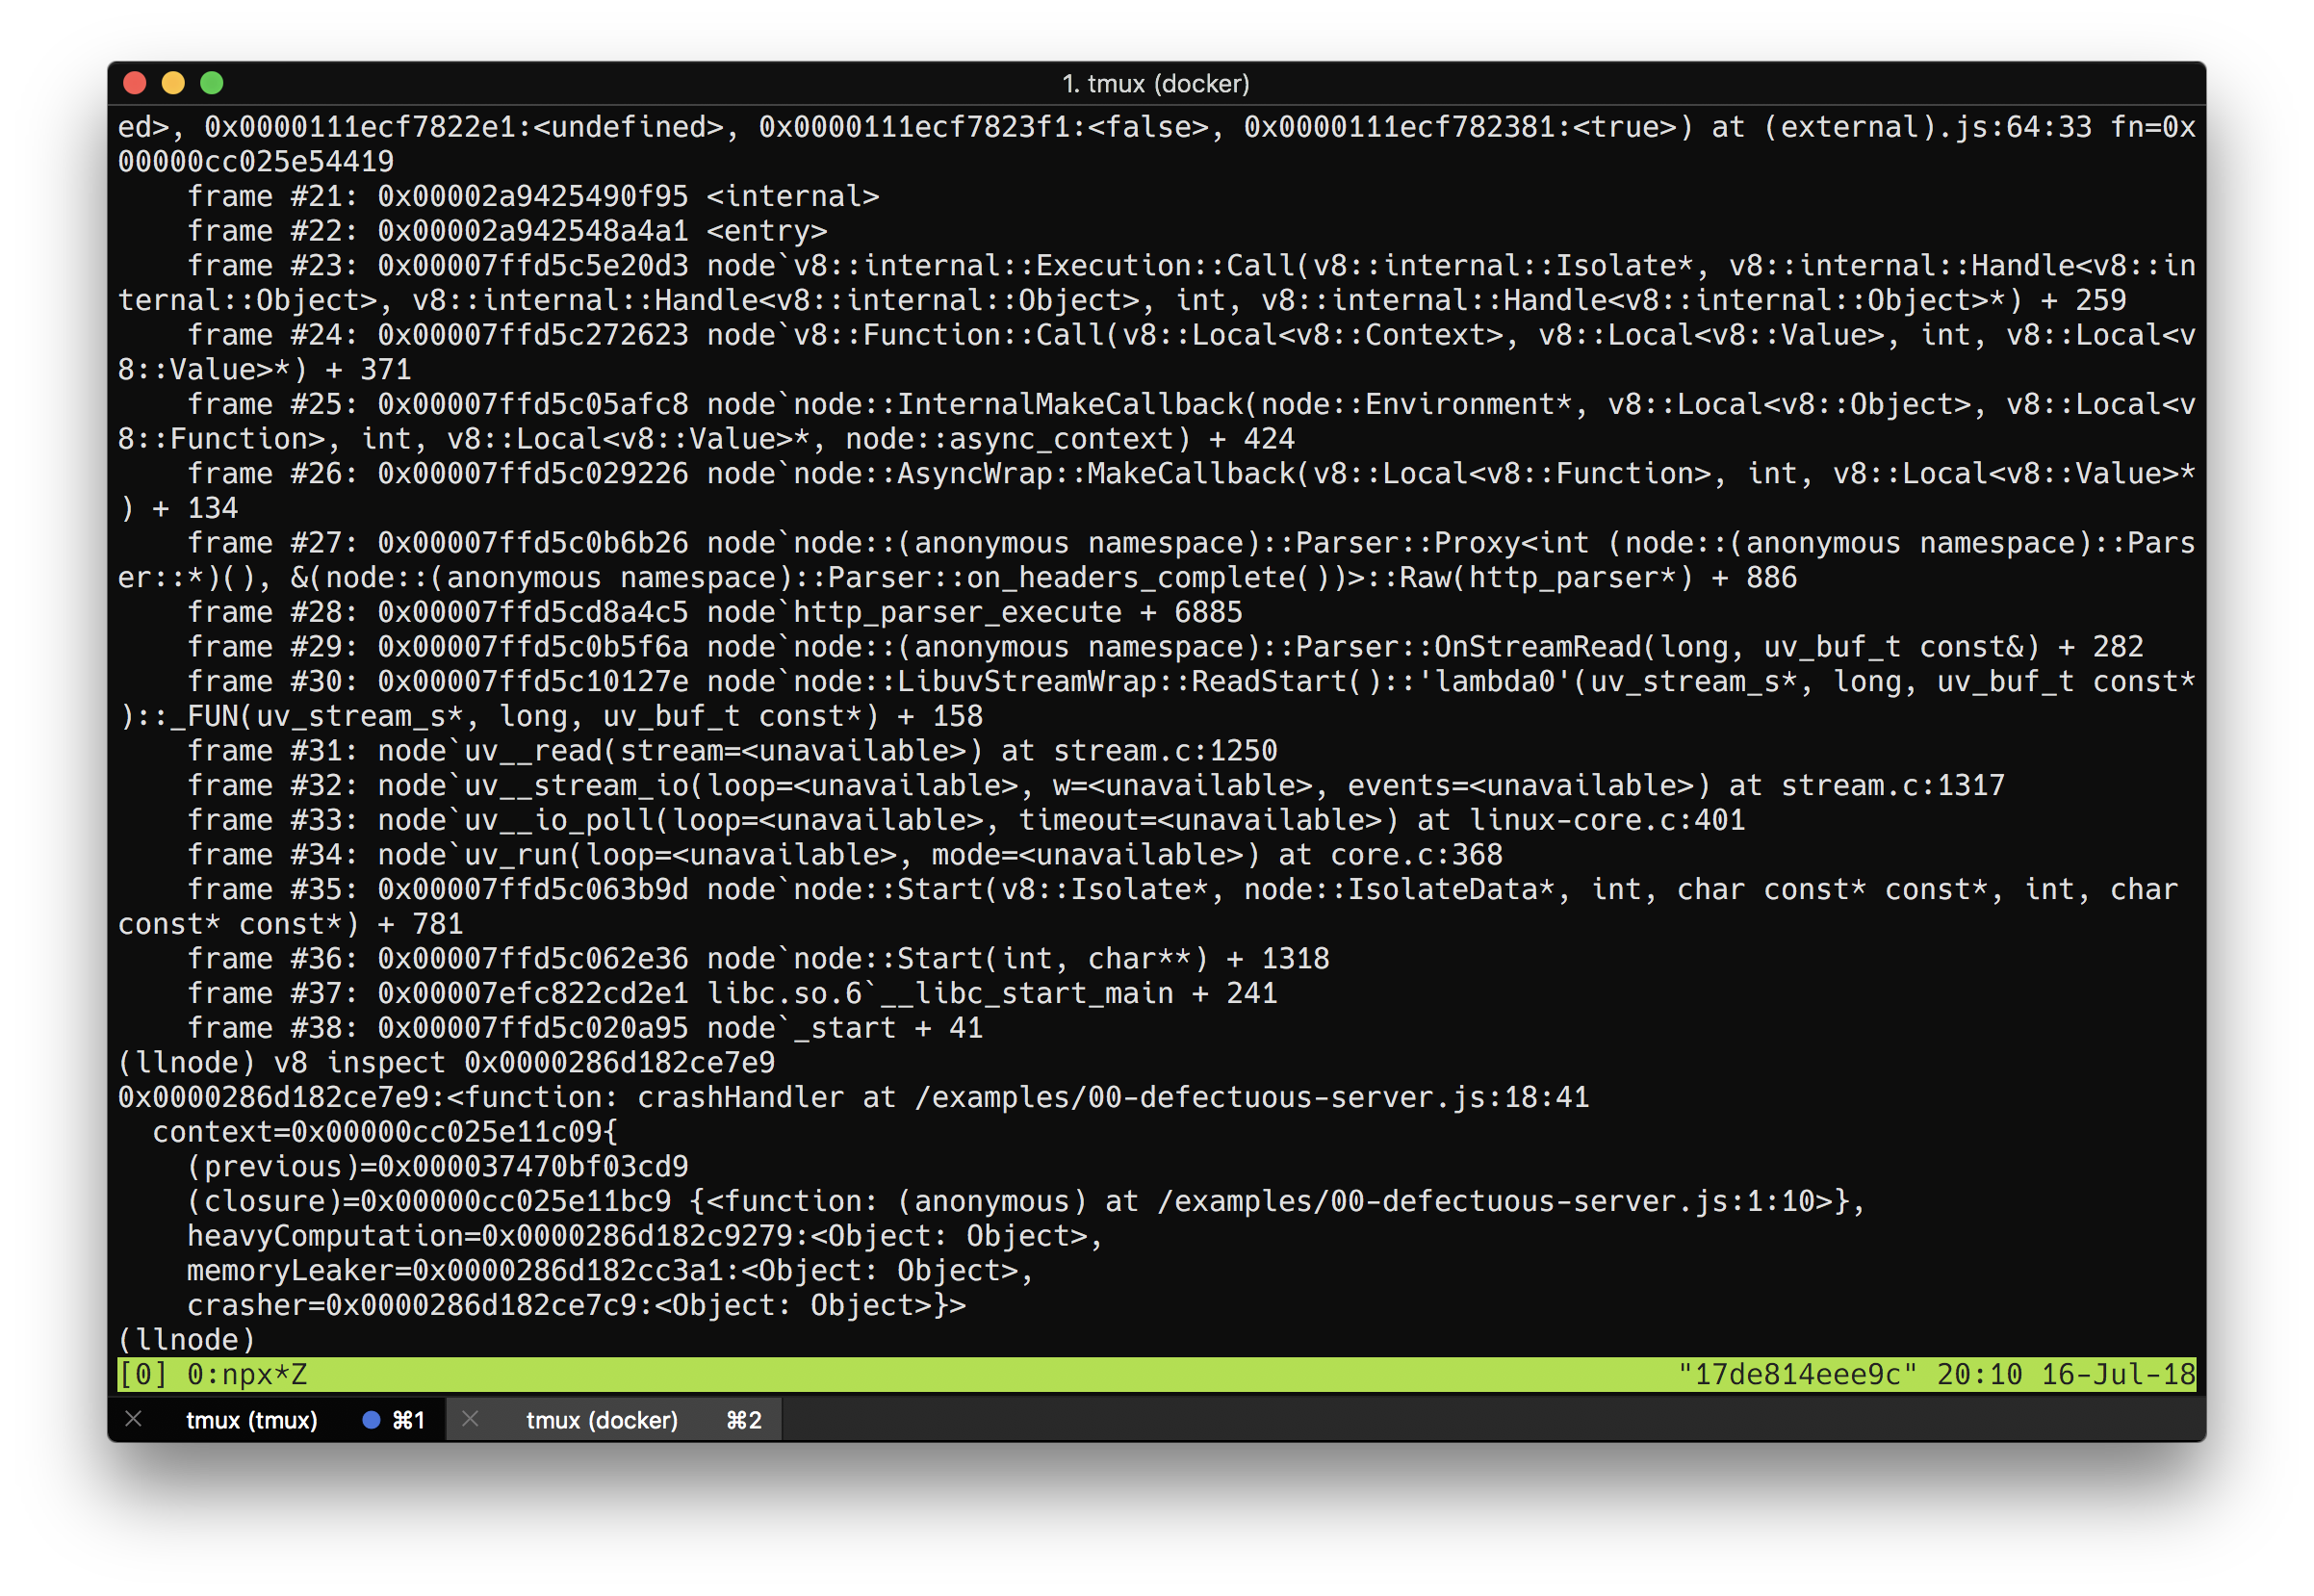 1. tmux (docker)
ed>, 0x0000111ecf7822e1:<undefined>, 0x0000111ecf7823f1:<false>, 0x0000111ecf782381:<true>) at (external).js:64:33 fn=0x
00000cc025e54419
    frame #21: 0x00002a9425490f95 <internal>
    frame #22: 0x00002a942548a4a1 <entry>
    frame #23: 0x00007ffd5c5e20d3 node`v8::internal::Execution::Call(v8::internal::Isolate*, v8::internal::Handle<v8::in
ternal::Object>, v8::internal::Handle<v8::internal::Object>, int, v8::internal::Handle<v8::internal::Object>*) + 259
    frame #24: 0x00007ffd5c272623 node`v8::Function::Call(v8::Local<v8::Context>, v8::Local<v8::Value>, int, v8::Local<v
8::Value>*) + 371
    frame #25: 0x00007ffd5c05afc8 node`node::InternalMakeCallback(node::Environment*, v8::Local<v8::Object>, v8::Local<v
8::Function>, int, v8::Local<v8::Value>*, node::async_context) + 424
    frame #26: 0x00007ffd5c029226 node`node::AsyncWrap::MakeCallback(v8::Local<v8::Function>, int, v8::Local<v8::Value>*
) + 134
    frame #27: 0x00007ffd5c0b6b26 node`node::(anonymous namespace)::Parser::Proxy<int (node::(anonymous namespace)::Pars
er::*)(), &(node::(anonymous namespace)::Parser::on_headers_complete())>::Raw(http_parser*) + 886
    frame #28: 0x00007ffd5cd8a4c5 node`http_parser_execute + 6885
    frame #29: 0x00007ffd5c0b5f6a node`node::(anonymous namespace)::Parser::OnStreamRead(long, uv_buf_t const&) + 282
    frame #30: 0x00007ffd5c10127e node`node::LibuvStreamWrap::ReadStart()::'lambda0'(uv_stream_s*, long, uv_buf_t const*
)::_FUN(uv_stream_s*, long, uv_buf_t const*) + 158
    frame #31: node`uv__read(stream=<unavailable>) at stream.c:1250
    frame #32: node`uv__stream_io(loop=<unavailable>, w=<unavailable>, events=<unavailable>) at stream.c:1317
    frame #33: node`uv__io_poll(loop=<unavailable>, timeout=<unavailable>) at linux-core.c:401
    frame #34: node`uv_run(loop=<unavailable>, mode=<unavailable>) at core.c:368
    frame #35: 0x00007ffd5c063b9d node`node::Start(v8::Isolate*, node::IsolateData*, int, char const* const*, int, char
const* const*) + 781
    frame #36: 0x00007ffd5c062e36 node`node::Start(int, char**) + 1318
    frame #37: 0x00007efc822cd2e1 libc.so.6`__libc_start_main + 241
    frame #38: 0x00007ffd5c020a95 node`_start + 41
(llnode) v8 inspect 0x0000286d182ce7e9
0x0000286d182ce7e9:<function: crashHandler at /examples/00-defectuous-server.js:18:41
  context=0x00000cc025e11c09{
    (previous)=0x000037470bf03cd9
    (closure)=0x00000cc025e11bc9 {<function: (anonymous) at /examples/00-defectuous-server.js:1:10>},
    heavyComputation=0x0000286d182c9279:<Object: Object>,
    memoryLeaker=0x0000286d182cc3a1:<Object: Object>,
    crasher=0x0000286d182ce7c9:<Object: Object>}>
(llnode)
[0] 0:npx*Z "17de814eee9c" 20:10 16-Jul-18
tmux (tmux) ⌘1 tmux (docker) ⌘2